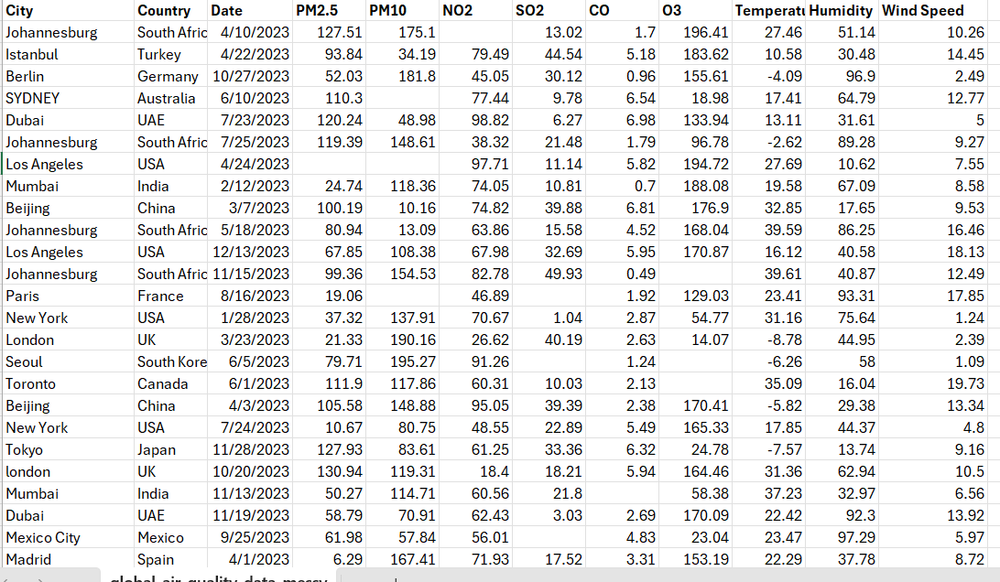 City Country Date PM2.5 PM10 NO2 SO2 CO O3 Temperatu Humidity Wind Speed
Johannesburg South Afric 4/10/2023 127.51 175.1 13.02 1.7 196.41 27.46 51.14 10.26
Istanbul Turkey 4/22/2023 93.84 34.19 79.49 44.54 5.18 183.62 10.58 30.48 14.45
Berlin Germany 10/27/2023 52.03 181.8 45.05 30.12 0.96 155.61 -4.09 96.9 2.49
SYDNEY Australia 6/10/2023 110.3 77.44 9.78 6.54 18.98 17.41 64.79 12.77
Dubai UAE 7/23/2023 120.24 48.98 98.82 6.27 6.98 133.94 13.11 31.61 5
Johannesburg South Afric 7/25/2023 119.39 148.61 38.32 21.48 1.79 96.78 -2.62 89.28 9.27
Los Angeles USA 4/24/2023 97.71 11.14 5.82 194.72 27.69 10.62 7.55
Mumbai India 2/12/2023 24.74 118.36 74.05 10.81 0.7 188.08 19.58 67.09 8.58
Beijing China 3/7/2023 100.19 10.16 74.82 39.88 6.81 176.9 32.85 17.65 9.53
Johannesburg South Afric 5/18/2023 80.94 13.09 63.86 15.58 4.52 168.04 39.59 86.25 16.46
Los Angeles USA 12/13/2023 67.85 108.38 67.98 32.69 5.95 170.87 16.12 40.58 18.13
Johannesburg South Afric 11/15/2023 99.36 154.53 82.78 49.93 0.49 39.61 40.87 12.49
Paris France 8/16/2023 19.06 46.89 1.92 129.03 23.41 93.31 17.85
New York USA 1/28/2023 37.32 137.91 70.67 1.04 2.87 54.77 31.16 75.64 1.24
London UK 3/23/2023 21.33 190.16 26.62 40.19 2.63 14.07 -8.78 44.95 2.39
Seoul South Kore 6/5/2023 79.71 195.27 91.26 1.24 -6.26 58 1.09
Toronto Canada 6/1/2023 111.9 117.86 60.31 10.03 2.13 35.09 16.04 19.73
Beijing China 4/3/2023 105.58 148.88 95.05 39.39 2.38 170.41 -5.82 29.38 13.34
New York USA 7/24/2023 10.67 80.75 48.55 22.89 5.49 165.33 17.85 44.37 4.8
Tokyo Japan 11/28/2023 127.93 83.61 61.25 33.36 6.32 24.78 -7.57 13.74 9.16
london UK 10/20/2023 130.94 119.31 18.4 18.21 5.94 164.46 31.36 62.94 10.5
Mumbai India 11/13/2023 50.27 114.71 60.56 21.8 58.38 37.23 32.97 6.56
Dubai UAE 11/19/2023 58.79 70.91 62.43 3.03 2.69 170.09 22.42 92.3 13.92
Mexico City Mexico 9/25/2023 61.98 57.84 56.01 4.83 23.04 23.47 97.29 5.97
Madrid Spain 4/1/2023 6.29 167.41 71.93 17.52 3.31 153.19 22.29 37.78 8.72
global_air_quality_data_messy